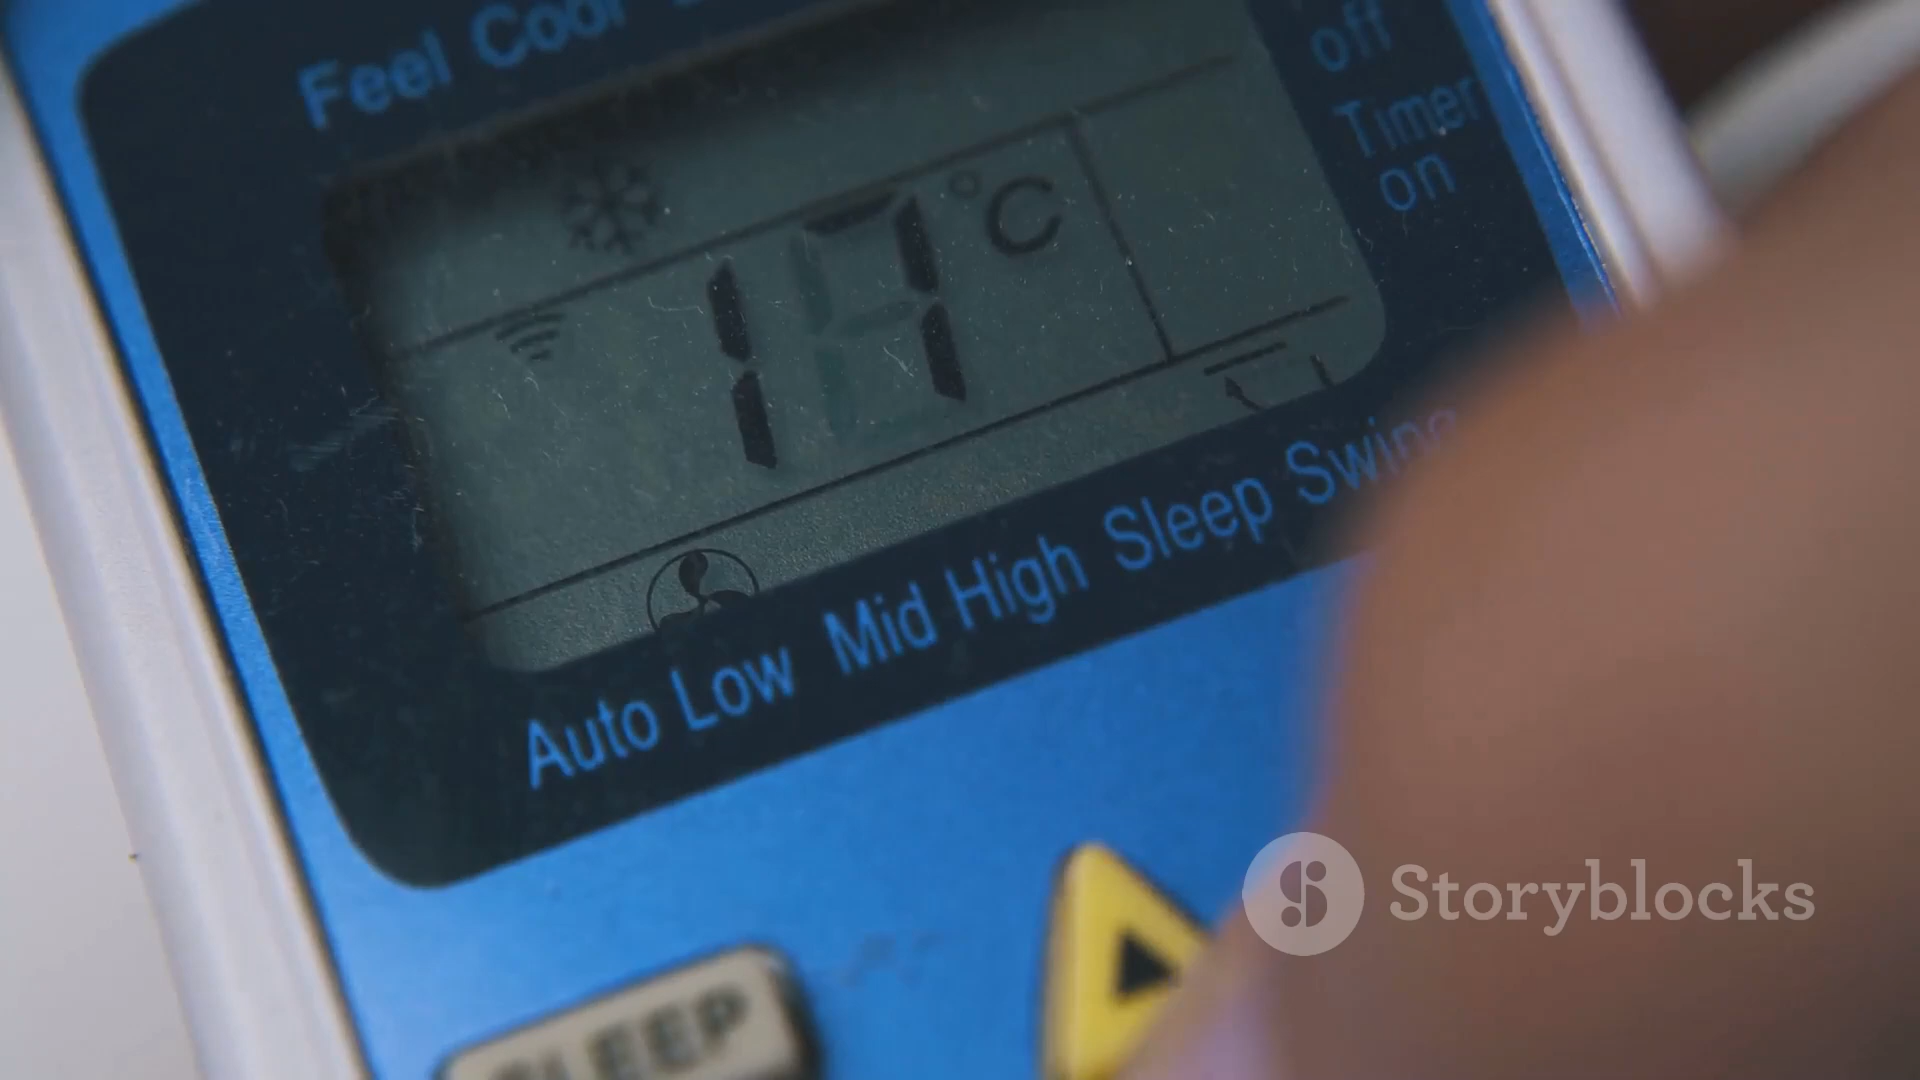 Feel Cool
off
Timer
on
17°C
Auto Low Mid High Sleep Swing
SLEEP
Storyblocks